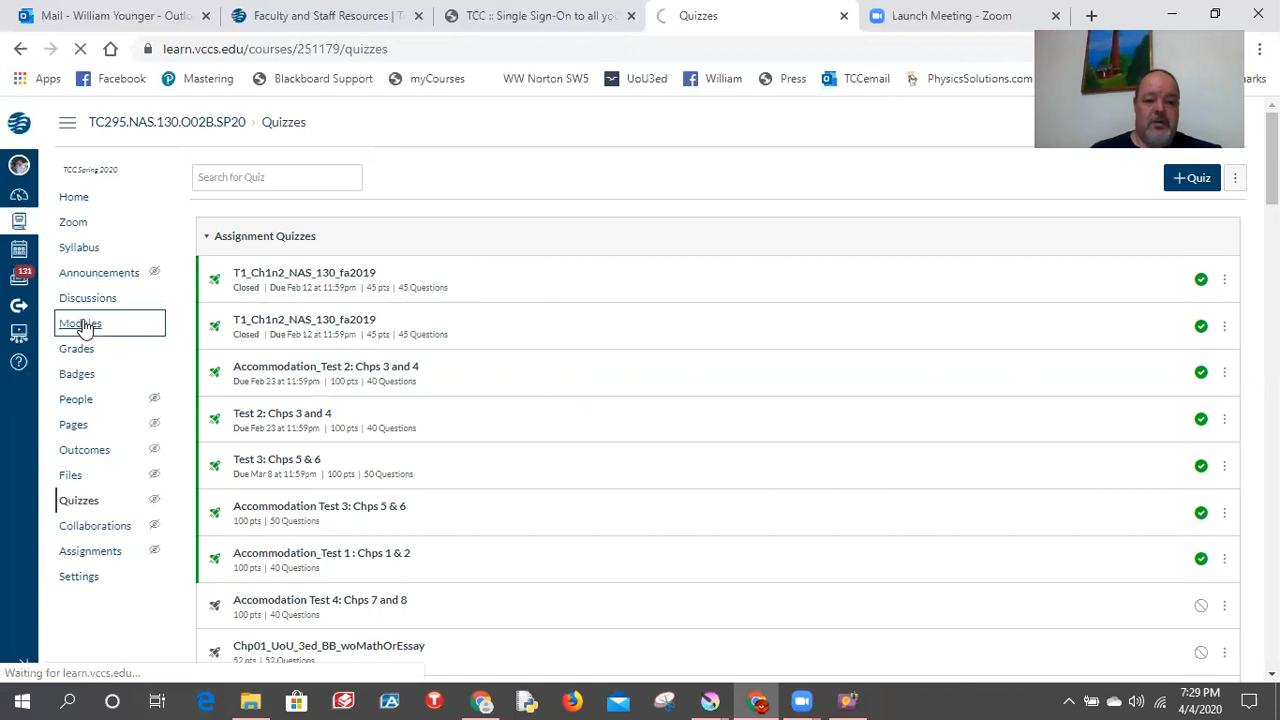 Mail - William Younger - Outlo
Faculty and Staff Resources | T
TCC :: Single Sign-On to all yo
Quizzes
Launch Meeting - Zoom
learn.vccs.edu/courses/251179/quizzes
Apps
Facebook
Mastering
Blackboard Support
myCourses
WW Norton SW5
UoU3ed
William
Press
TCCemail
PhysicsSolutions.com
marks
TC295.NAS.130.O02B.SP20 > Quizzes
TCC Spring 2020
Home
Zoom
Syllabus
Announcements
Discussions
Modules
Grades
Badges
People
Pages
Outcomes
Files
Quizzes
Collaborations
Assignments
Settings
131
Search for Quiz
+ Quiz
Assignment Quizzes
T1_Ch1n2_NAS_130_fa2019
Closed | Due Feb 12 at 11:59pm | 45 pts | 45 Questions
T1_Ch1n2_NAS_130_fa2019
Closed | Due Feb 12 at 11:59pm | 45 pts | 45 Questions
Accommodation_Test 2: Chps 3 and 4
Due Feb 23 at 11:59pm | 100 pts | 40 Questions
Test 2: Chps 3 and 4
Due Feb 23 at 11:59pm | 100 pts | 40 Questions
Test 3: Chps 5 & 6
Due Mar 8 at 11:59pm | 100 pts | 50 Questions
Accommodation Test 3: Chps 5 & 6
100 pts | 50 Questions
Accommodation_Test 1 : Chps 1 & 2
100 pts | 40 Questions
Accomodation Test 4: Chps 7 and 8
100 pts | 40 Questions
Chp01_UoU_3ed_BB_woMathOrEssay
52 pts | 52 Questions
Waiting for learn.vccs.edu...
7:29 PM
4/4/2020